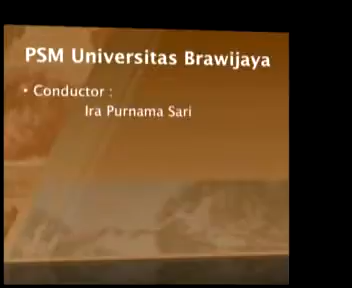 PSM Universitas Brawijaya
• Conductor :
Ira Purnama Sari